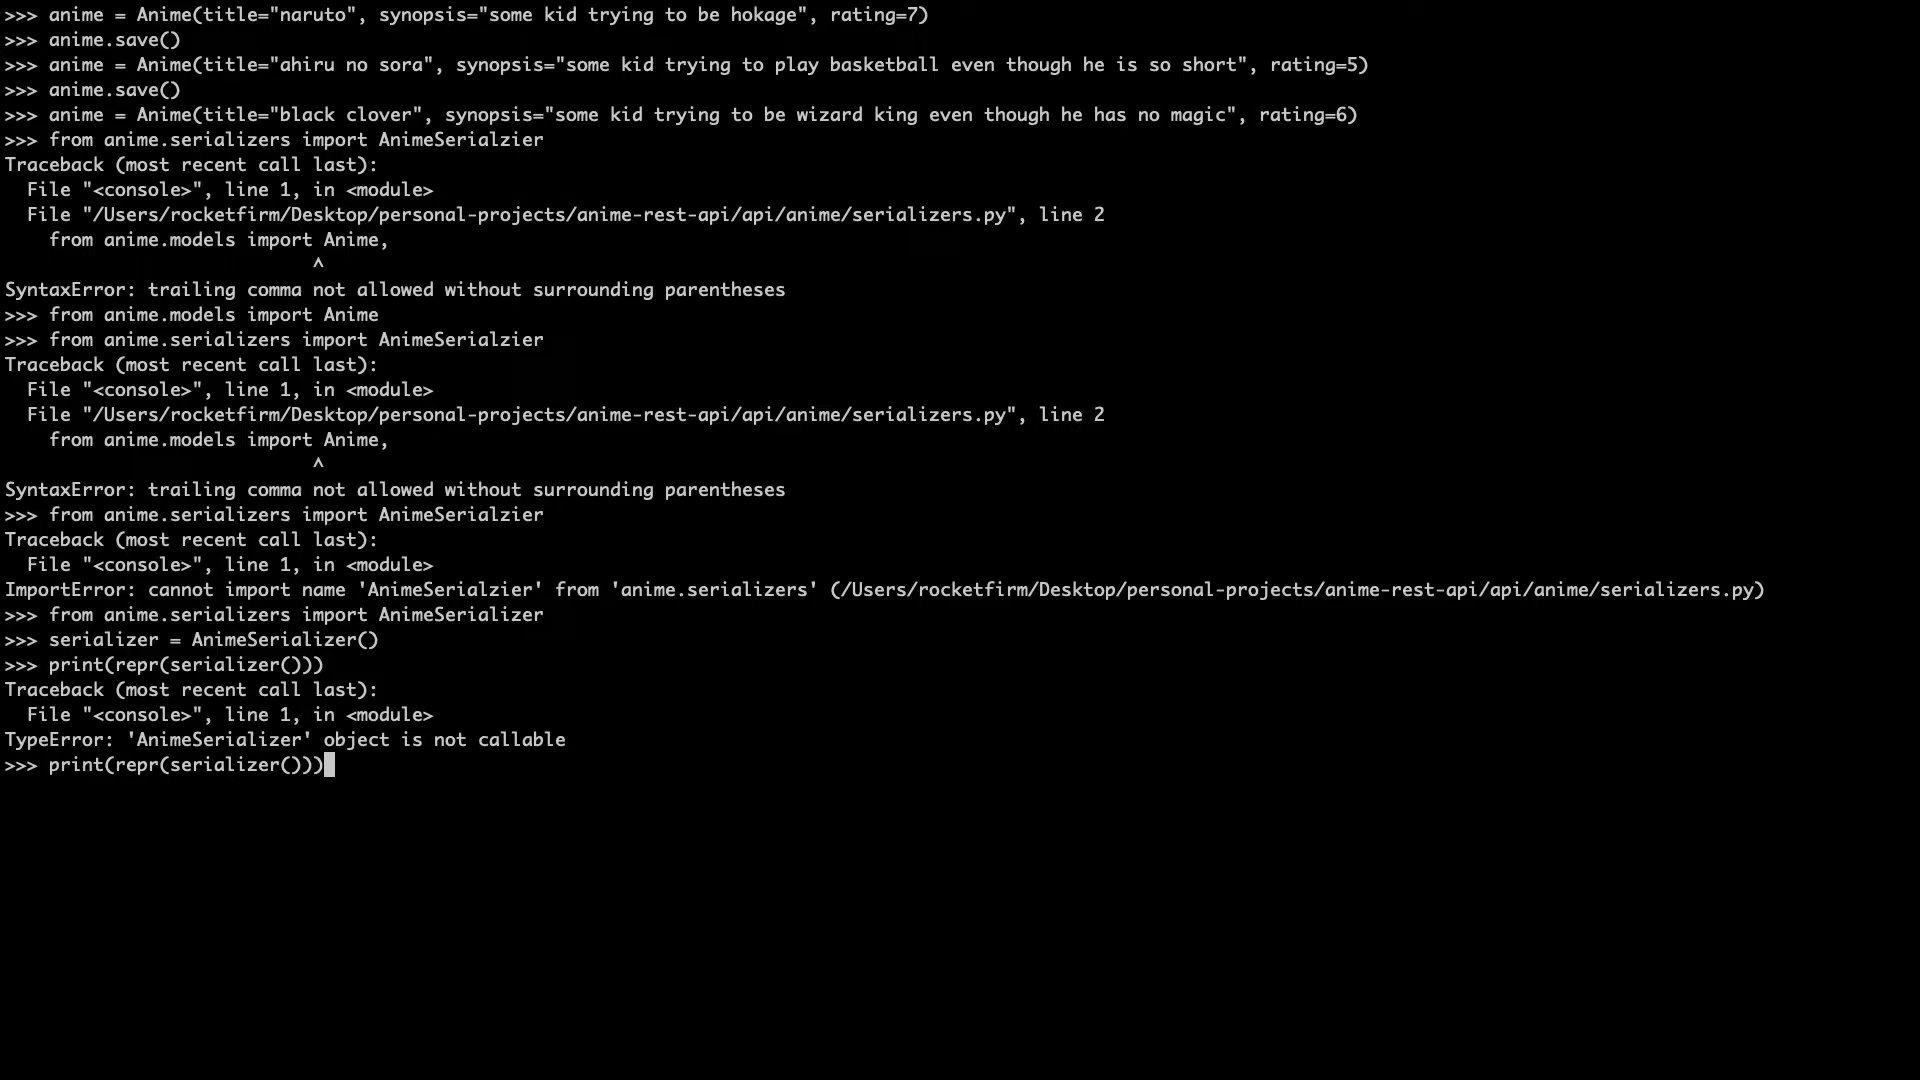 >>> anime = Anime(title="naruto", synopsis="some kid trying to be hokage", rating=7)
>>> anime.save()
>>> anime = Anime(title="ahiru no sora", synopsis="some kid trying to play basketball even though he is so short", rating=5)
>>> anime.save()
>>> anime = Anime(title="black clover", synopsis="some kid trying to be wizard king even though he has no magic", rating=6)
>>> from anime.serializers import AnimeSerialzier
Traceback (most recent call last):
  File "<console>", line 1, in <module>
  File "/Users/rocketfirm/Desktop/personal-projects/anime-rest-api/api/anime/serializers.py", line 2
    from anime.models import Anime,
                            ^
SyntaxError: trailing comma not allowed without surrounding parentheses
>>> from anime.models import Anime
>>> from anime.serializers import AnimeSerialzier
Traceback (most recent call last):
  File "<console>", line 1, in <module>
  File "/Users/rocketfirm/Desktop/personal-projects/anime-rest-api/api/anime/serializers.py", line 2
    from anime.models import Anime,
                            ^
SyntaxError: trailing comma not allowed without surrounding parentheses
>>> from anime.serializers import AnimeSerialzier
Traceback (most recent call last):
  File "<console>", line 1, in <module>
ImportError: cannot import name 'AnimeSerialzier' from 'anime.serializers' (/Users/rocketfirm/Desktop/personal-projects/anime-rest-api/api/anime/serializers.py)
>>> from anime.serializers import AnimeSerializer
>>> serializer = AnimeSerializer()
>>> print(repr(serializer()))
Traceback (most recent call last):
  File "<console>", line 1, in <module>
TypeError: 'AnimeSerializer' object is not callable
>>> print(repr(serializer()))